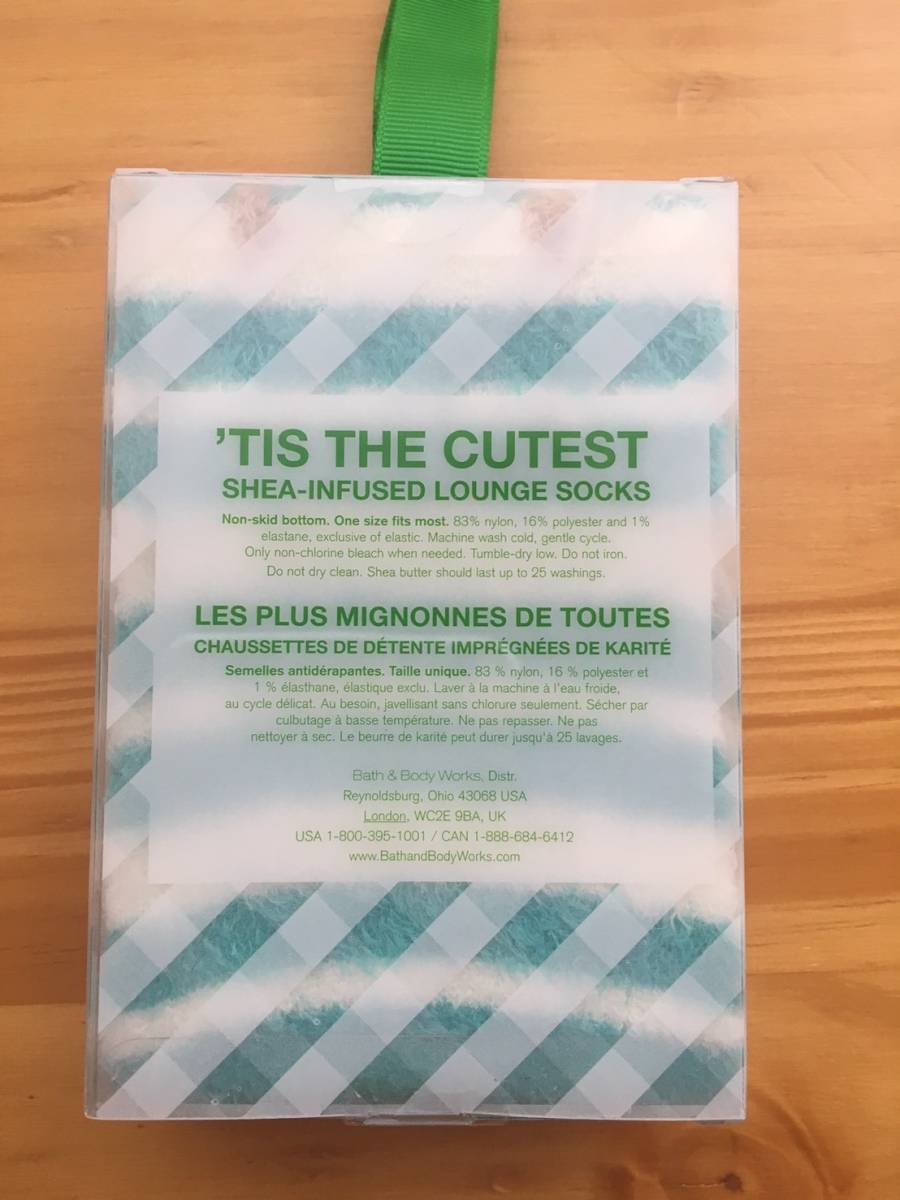 'TIS THE CUTEST
SHEA-INFUSED LOUNGE SOCKS
Non-skid bottom. One size fits most. 83% nylon, 16% polyester and 1%
elastane, exclusive of elastic. Machine wash cold, gentle cycle.
Only non-chlorine bleach when needed. Tumble-dry low. Do not iron.
Do not dry clean. Shea butter should last up to 25 washings.
LES PLUS MIGNONNES DE TOUTES
CHAUSSETTES DE DÉTENTE IMPRÉGNÉES DE KARITÉ
Semelles antidérapantes. Taille unique. 83 % nylon, 16 % polyester et
1 % élasthane, élastique exclu. Laver à la machine à l'eau froide,
au cycle délicat. Au besoin, javellisant sans chlorure seulement. Sécher par
culbutage à basse température. Ne pas repasser. Ne pas
nettoyer à sec. Le beurre de karité peut durer jusqu'à 25 lavages.
Bath & Body Works, Distr.
Reynoldsburg, Ohio 43068 USA
London, WC2E 9BA, UK
USA 1-800-395-1001 / CAN 1-888-684-6412
www.BathandBodyWorks.com